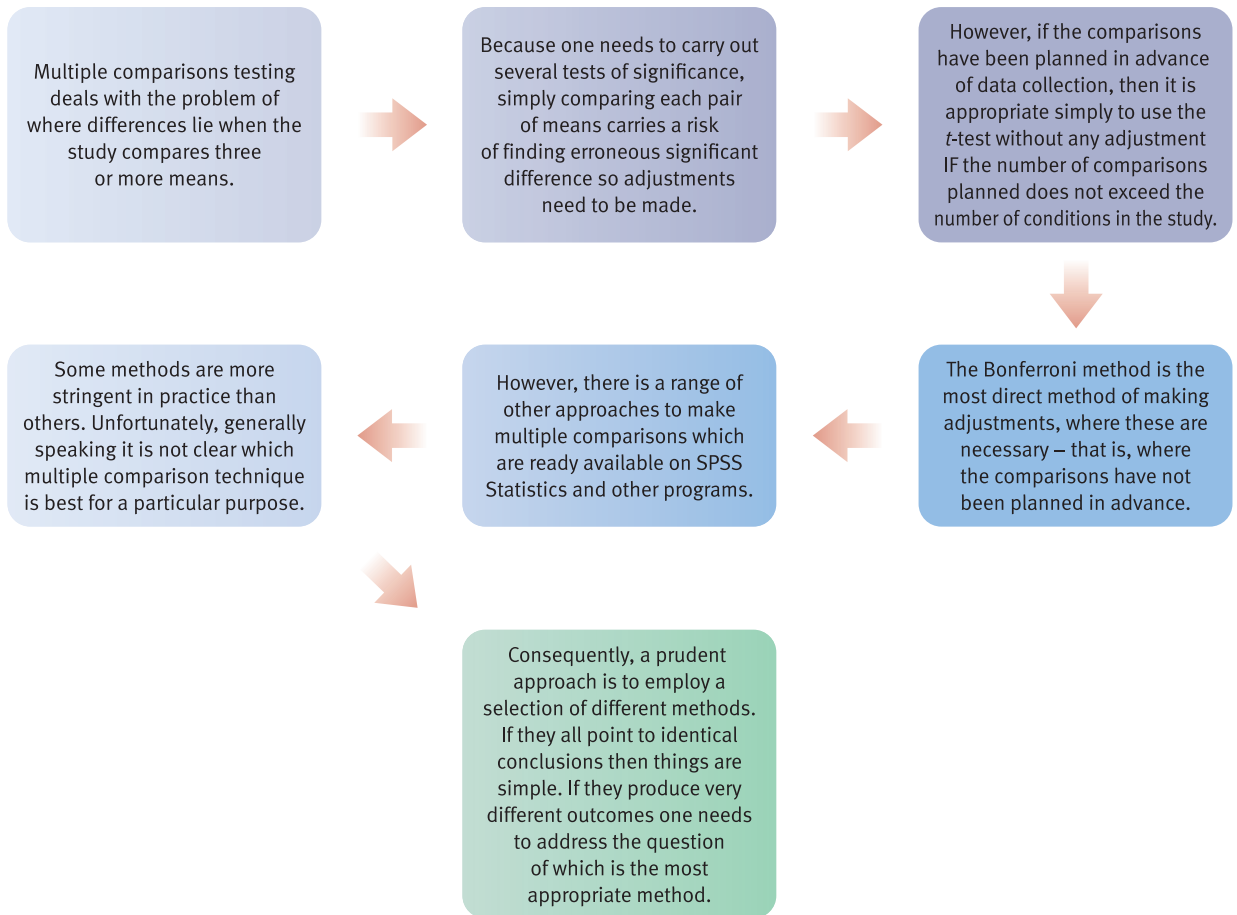 Multiple comparisons testing
deals with the problem of
where differences lie when the
study compares three
or more means.
Because one needs to carry out
several tests of significance,
simply comparing each pair
of means carries a risk
of finding erroneous significant
difference so adjustments
need to be made.
However, if the comparisons
have been planned in advance
of data collection, then it is
appropriate simply to use the
t-test without any adjustment
IF the number of comparisons
planned does not exceed the
number of conditions in the study.
The Bonferroni method is the
most direct method of making
adjustments, where these are
necessary – that is, where
the comparisons have not
been planned in advance.
However, there is a range of
other approaches to make
multiple comparisons which
are ready available on SPSS
Statistics and other programs.
Some methods are more
stringent in practice than
others. Unfortunately, generally
speaking it is not clear which
multiple comparison technique
is best for a particular purpose.
Consequently, a prudent
approach is to employ a
selection of different methods.
If they all point to identical
conclusions then things are
simple. If they produce very
different outcomes one needs
to address the question
of which is the most
appropriate method.